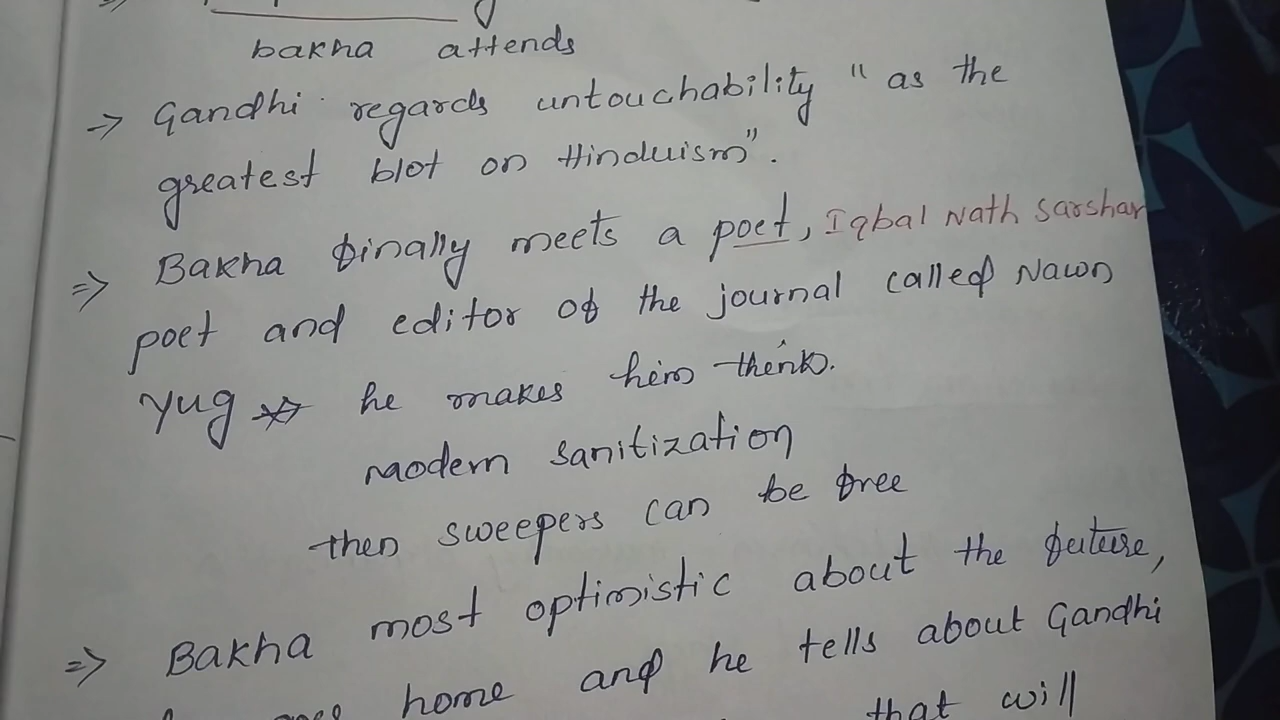 bakha attends
→ Gandhi regards untouchability " as the
greatest blot on Hinduism".
⇒ Bakha finally meets a poet, Iqbal Nath Sarshar
poet and editor of the journal called Nawn
Yug he makes him think.
Modern sanitization
then sweepers can be free
⇒ Bakha most optimistic about the future,
home and he tells about Gandhi
that will